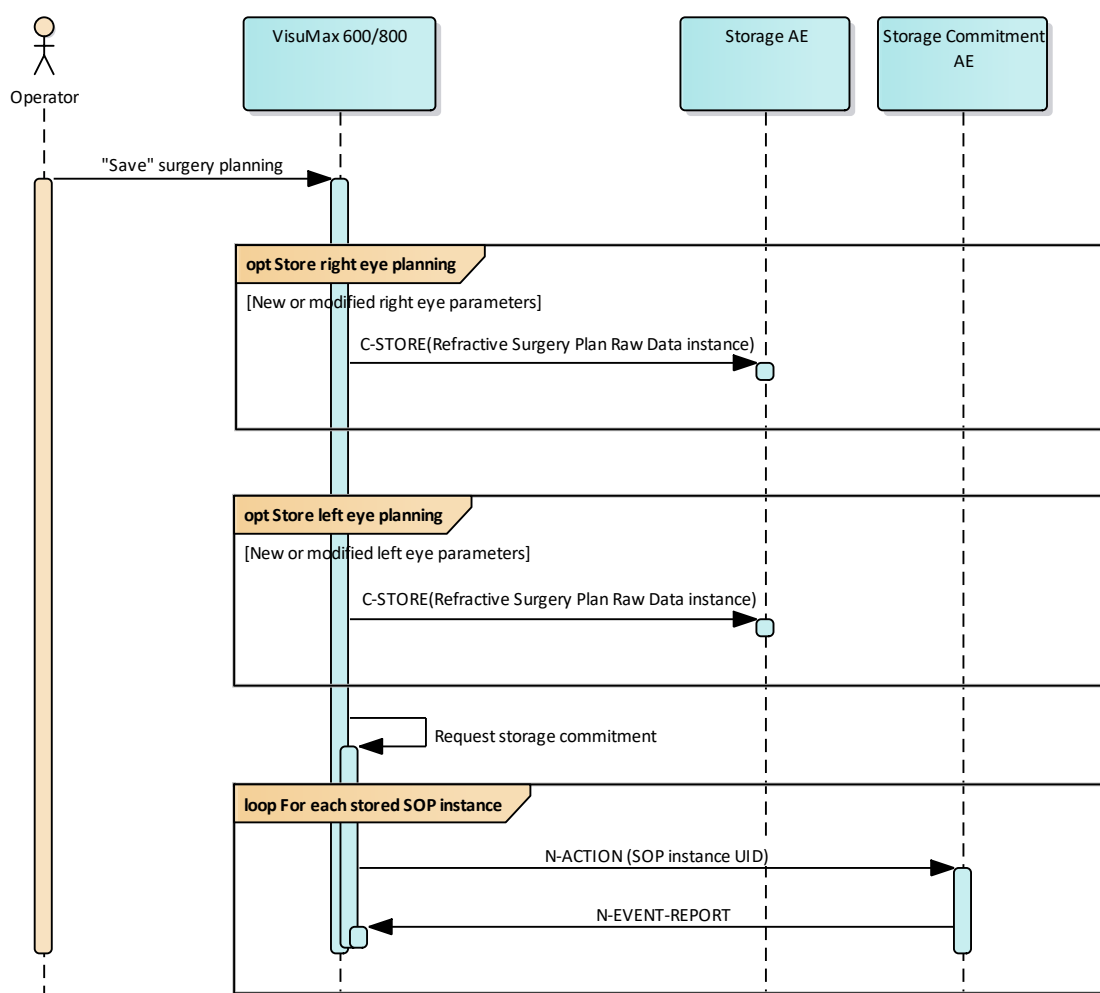 Operator
VisuMax 600/800
Storage AE
Storage Commitment
AE
"Save" surgery planning
opt Store right eye planning
[New or modified right eye parameters]
C-STORE(Refractive Surgery Plan Raw Data instance)
opt Store left eye planning
[New or modified left eye parameters]
C-STORE(Refractive Surgery Plan Raw Data instance)
Request storage commitment
loop For each stored SOP instance
N-ACTION (SOP instance UID)
N-EVENT-REPORT